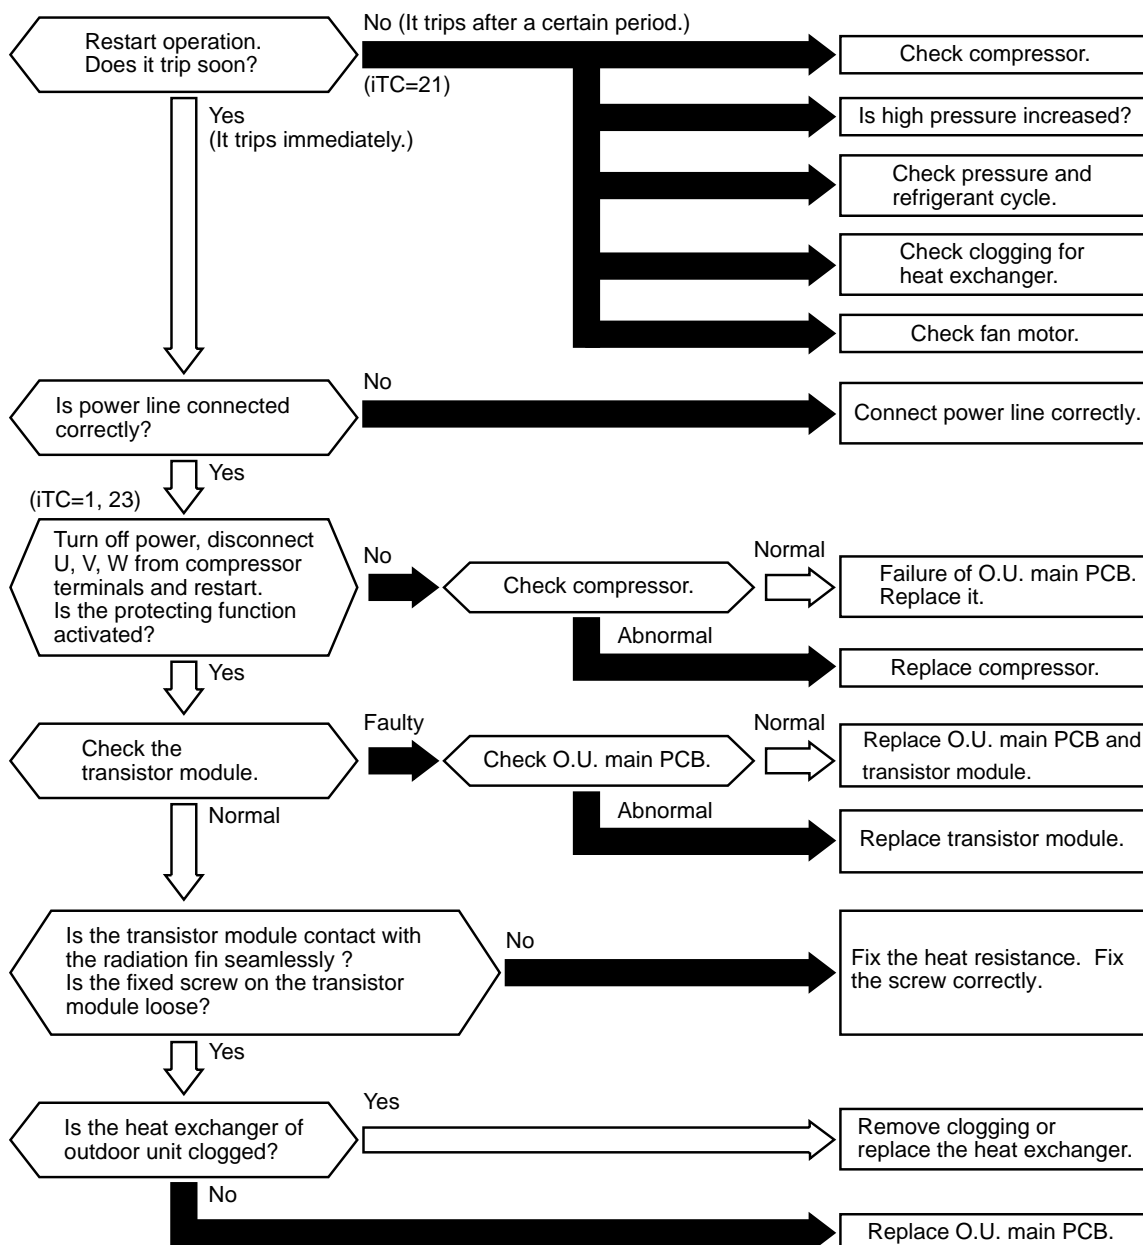 Restart operation.
Does it trip soon?
No (It trips after a certain period.)
(iTC=21)
Check compressor.
Is high pressure increased?
Check pressure and
refrigerant cycle.
Check clogging for
heat exchanger.
Check fan motor.
Yes
(It trips immediately.)
Is power line connected
correctly?
No
Connect power line correctly.
Yes
(iTC=1, 23)
Turn off power, disconnect
U, V, W from compressor
terminals and restart.
Is the protecting function
activated?
No
Check compressor.
Normal
Failure of O.U. main PCB.
Replace it.
Abnormal
Replace compressor.
Yes
Check the
transistor module.
Faulty
Check O.U. main PCB.
Normal
Replace O.U. main PCB and
transistor module.
Abnormal
Replace transistor module.
Normal
Is the transistor module contact with
the radiation fin seamlessly ?
Is the fixed screw on the transistor
module loose?
No
Fix the heat resistance. Fix
the screw correctly.
Yes
Is the heat exchanger of
outdoor unit clogged?
Yes
Remove clogging or
replace the heat exchanger.
No
Replace O.U. main PCB.